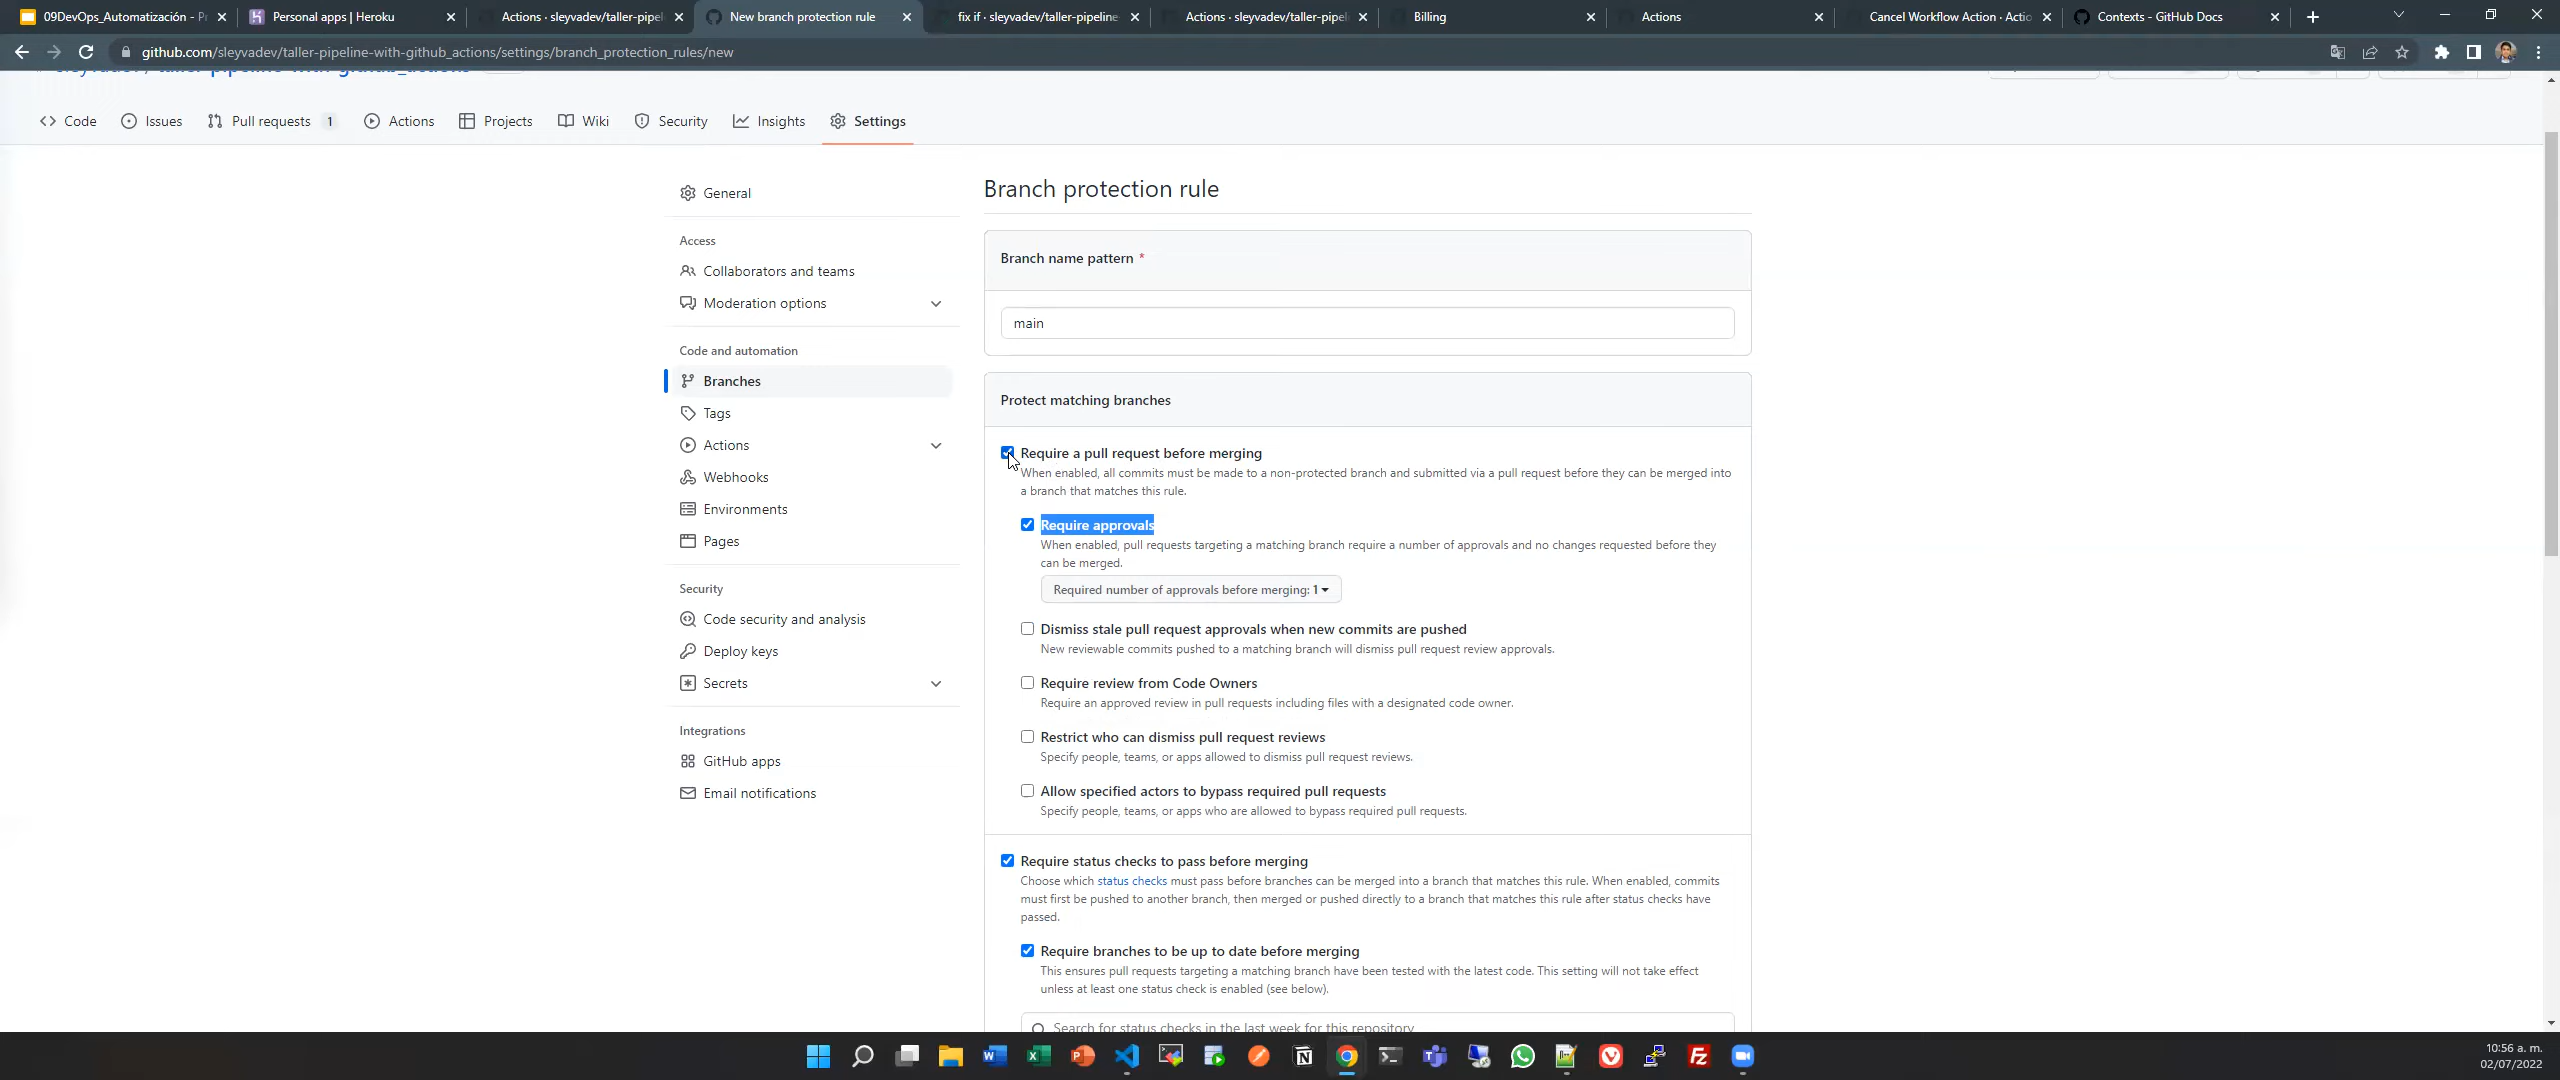 09DevOps_Automatización - Pr
Personal apps | Heroku
Actions · sleyvadev/taller-pipel
New branch protection rule
fix if · sleyvadev/taller-pipeline
Actions · sleyvadev/taller-pipel
Billing
Actions
Cancel Workflow Action · Actio
Contexts - GitHub Docs
github.com/sleyvadev/taller-pipeline-with-github_actions/settings/branch_protection_rules/new
Code
Issues
Pull requests 1
Actions
Projects
Wiki
Security
Insights
Settings
General
Access
Collaborators and teams
Moderation options
Code and automation
Branches
Tags
Actions
Webhooks
Environments
Pages
Security
Code security and analysis
Deploy keys
Secrets
Integrations
GitHub apps
Email notifications
Branch protection rule
Branch name pattern *
main
Protect matching branches
Require a pull request before merging
When enabled, all commits must be made to a non-protected branch and submitted via a pull request before they can be merged into
a branch that matches this rule.
Require approvals
When enabled, pull requests targeting a matching branch require a number of approvals and no changes requested before they
can be merged.
Required number of approvals before merging: 1
Dismiss stale pull request approvals when new commits are pushed
New reviewable commits pushed to a matching branch will dismiss pull request review approvals.
Require review from Code Owners
Require an approved review in pull requests including files with a designated code owner.
Restrict who can dismiss pull request reviews
Specify people, teams, or apps allowed to dismiss pull request reviews.
Allow specified actors to bypass required pull requests
Specify people, teams, or apps who are allowed to bypass required pull requests.
Require status checks to pass before merging
Choose which status checks must pass before branches can be merged into a branch that matches this rule. When enabled, commits
must first be pushed to another branch, then merged or pushed directly to a branch that matches this rule after status checks have
passed.
Require branches to be up to date before merging
This ensures pull requests targeting a matching branch have been tested with the latest code. This setting will not take effect
unless at least one status check is enabled (see below).
Search for status checks in the last week for this repository
10:56 a. m.
02/07/2022